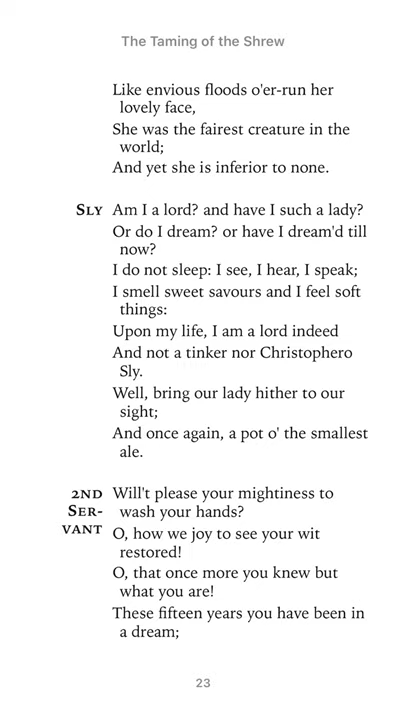 The Taming of the Shrew
Like envious floods o'er-run her
lovely face,
She was the fairest creature in the
world;
And yet she is inferior to none.
Sly Am I a lord? and have I such a lady?
Or do I dream? or have I dream'd till
now?
I do not sleep: I see, I hear, I speak;
I smell sweet savours and I feel soft
things:
Upon my life, I am a lord indeed
And not a tinker nor Christophero
Sly.
Well, bring our lady hither to our
sight;
And once again, a pot o' the smallest
ale.
2nd Will't please your mightiness to
Ser- wash your hands?
vant O, how we joy to see your wit
restored!
O, that once more you knew but
what you are!
These fifteen years you have been in
a dream;
23